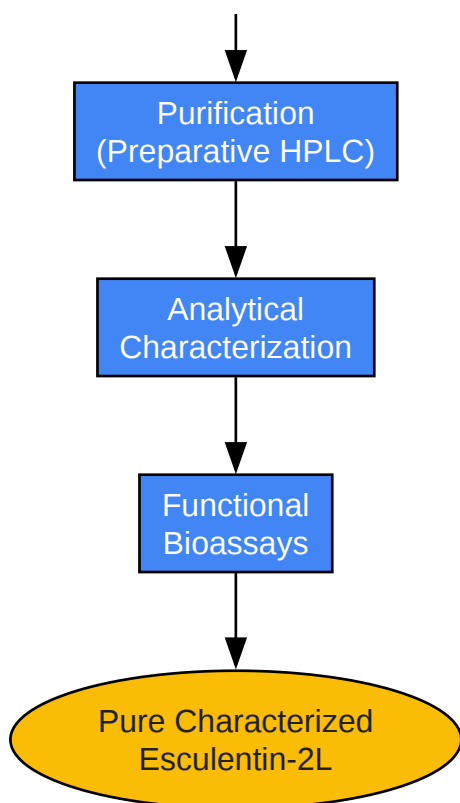 Purification
(Preparative HPLC)
Analytical
Characterization
Functional
Bioassays
Pure Characterized
Esculentin-2L